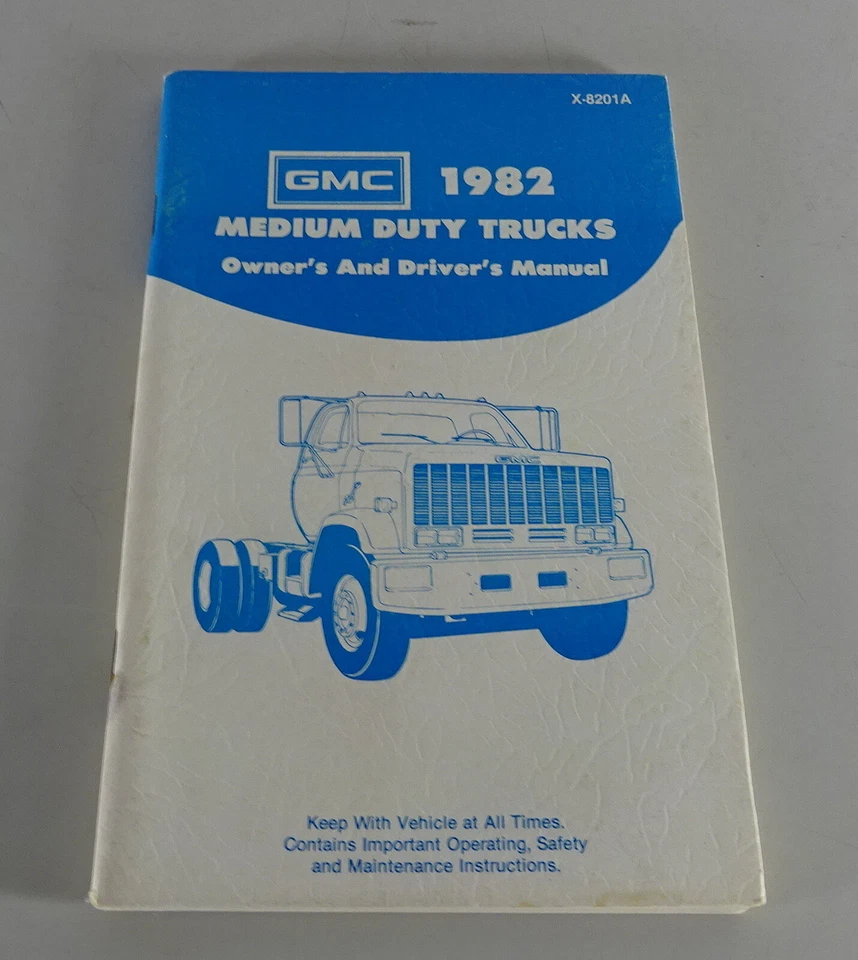 X-8201A
GMC 1982
MEDIUM DUTY TRUCKS
Owner's And Driver's Manual
GMC
Keep With Vehicle at All Times.
Contains Important Operating, Safety
and Maintenance Instructions.